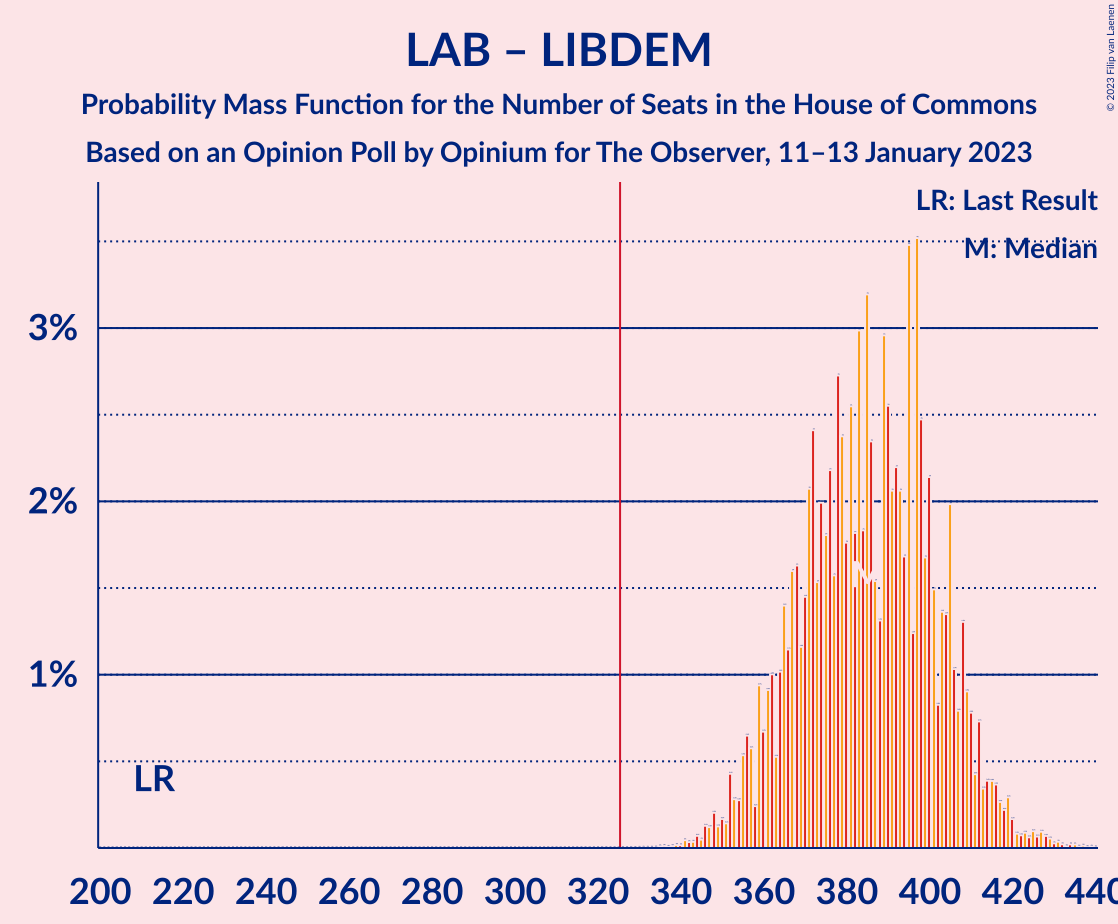 LAB – LIBDEM
Probability Mass Function for the Number of Seats in the House of Commons
Based on an Opinion Poll by Opinium for The Observer, 11–13 January 2023
© 2023 Filip van Laenen
LR: Last Result
M: Median
3%
2%
1%
LR
M
200 220 240 260 280 300 320 340 360 380 400 420 440